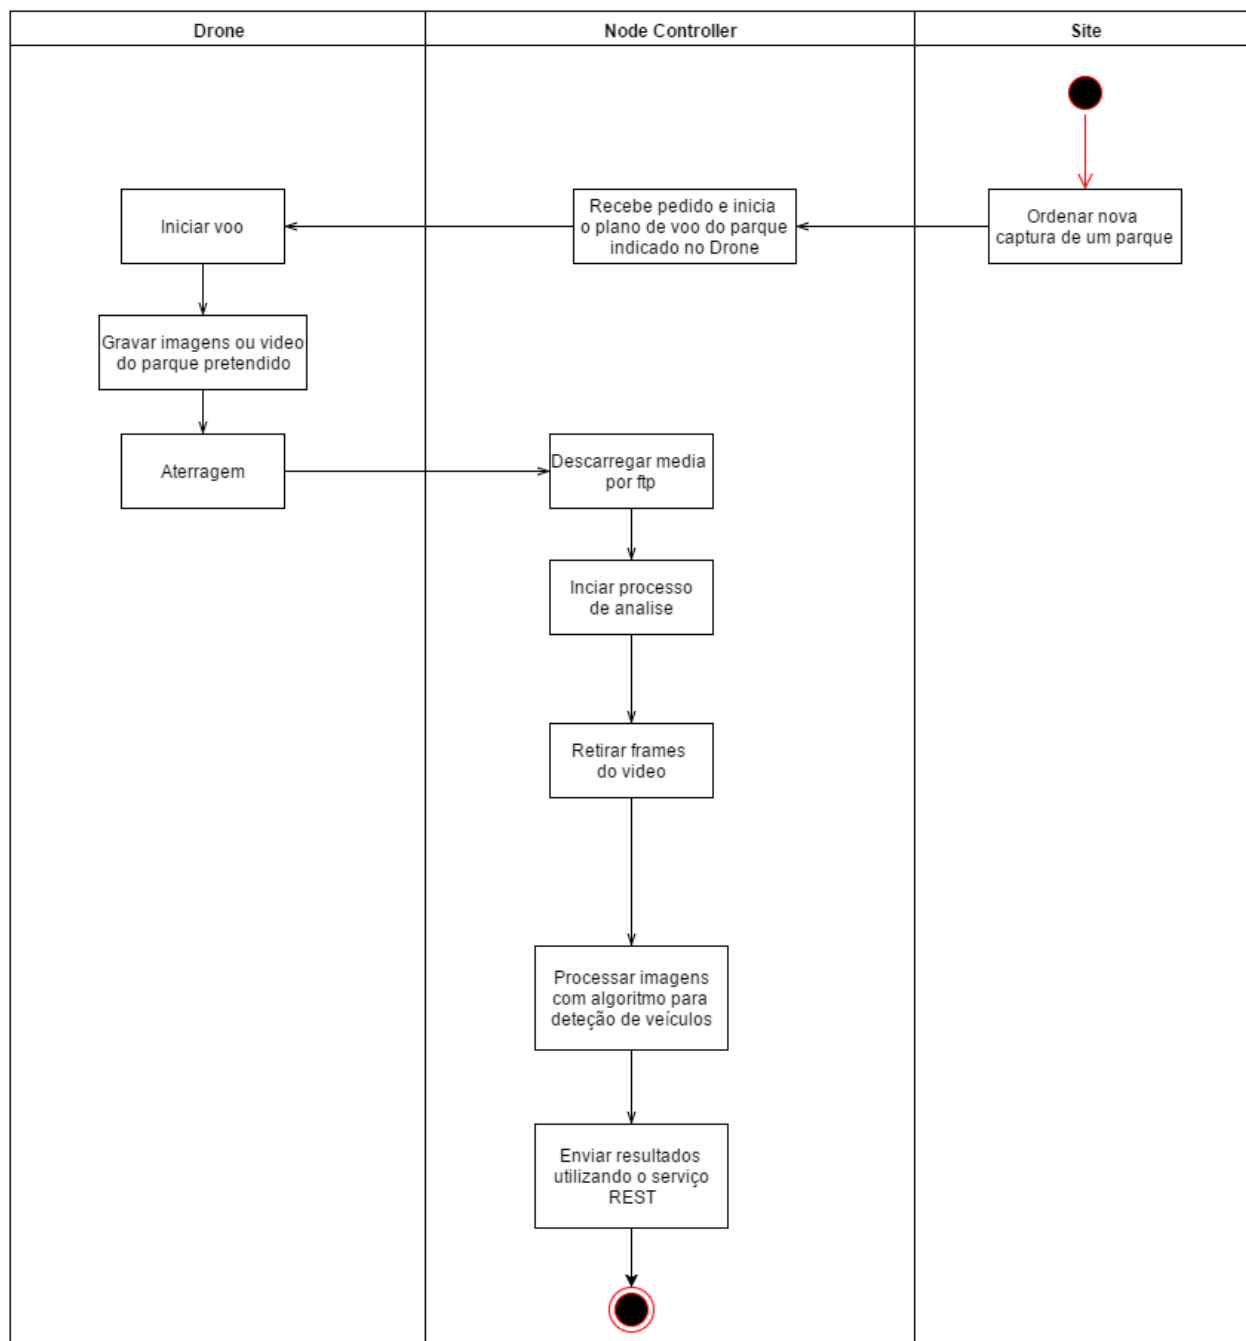 Drone
Node Controller
Site
Iniciar voo
Recebe pedido e inicia
o plano de voo do parque
indicado no Drone
Ordenar nova
captura de um parque
Gravar imagens ou video
do parque pretendido
Aterragem
Descarregar media
por ftp
Inciar processo
de analise
Retirar frames
do video
Processar imagens
com algoritmo para
deteção de veículos
Enviar resultados
utilizando o serviço
REST